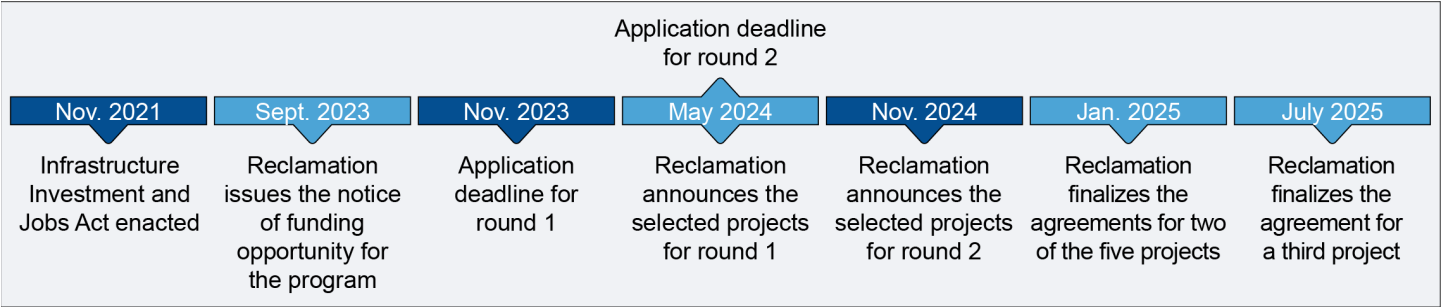 Application deadline
for round 2
Nov. 2021
Sept. 2023
Nov. 2023
May 2024
Nov. 2024
Jan. 2025
July 2025
Infrastructure
Investment and
Jobs Act enacted
Reclamation
issues the notice
of funding
opportunity for
the program
Application
deadline for
round 1
Reclamation
announces the
selected projects
for round 1
Reclamation
announces the
selected projects
for round 2
Reclamation
finalizes the
agreements for two
of the five projects
Reclamation
finalizes the
agreement for
a third project